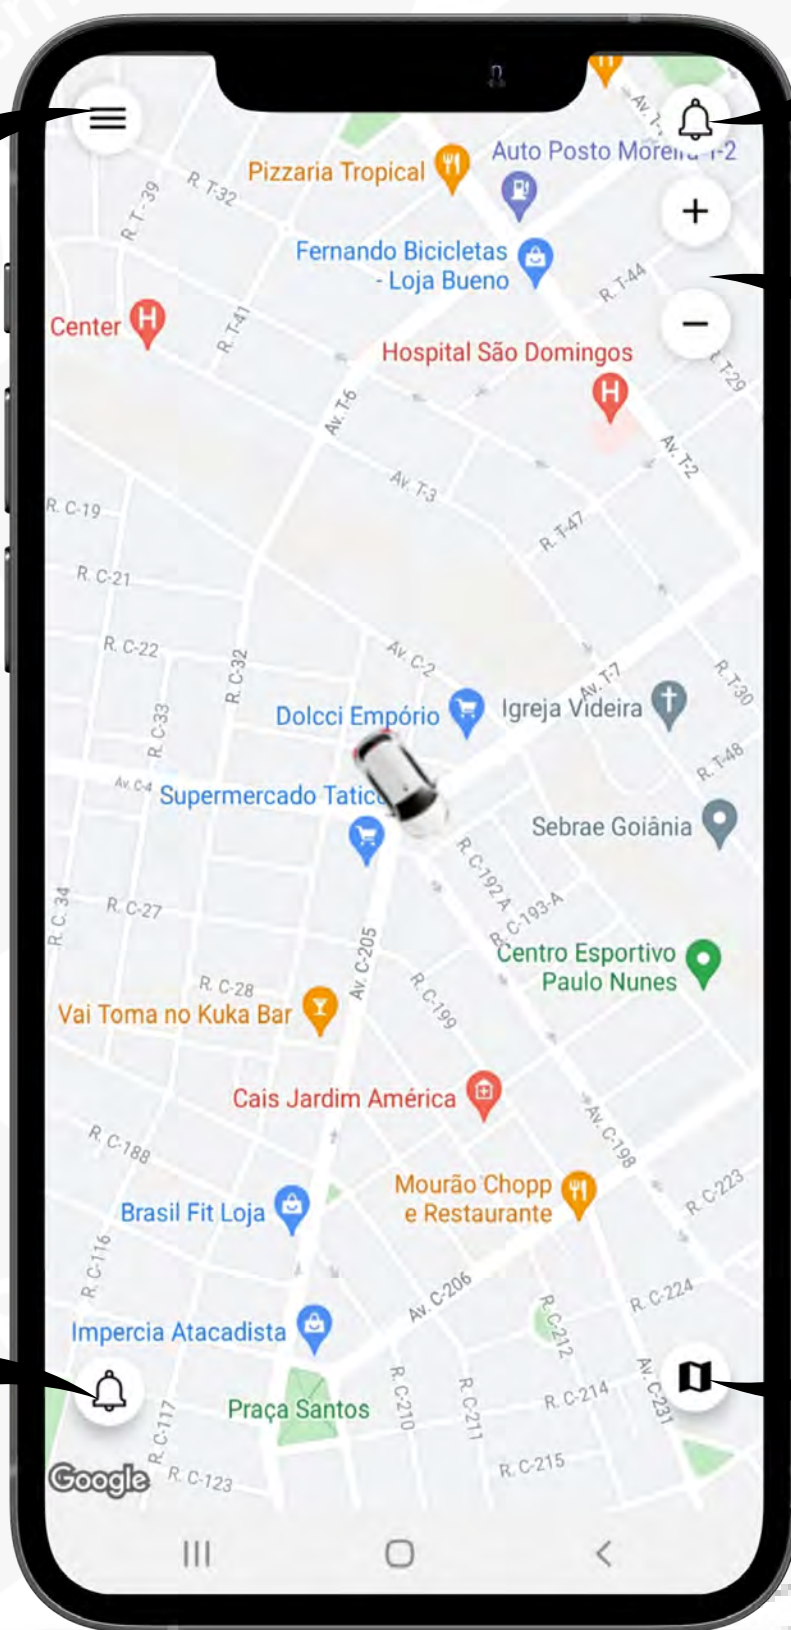 Av. T-
Auto Posto Moreira T-2
Pizzaria Tropical
R. T-32
R. T-39
Fernando Bicicletas
- Loja Bueno
R. T-44
Center
R. T-41
Hospital São Domingos
R. T-29
Av. T-6
Av. T-2
Av. T-3
R. C-19
R. T-47
R. C-21
R. C-22
Av. C-2
R. C-32
Av. T-7
R. T-30
Dolcci Empório
Igreja Videira
R. C-33
R. T-48
Av. C-4
Supermercado Tatico
Sebrae Goiânia
R. C-192 A
R. C. 34
R. C-27
R. C-193-A
Av. C-205
Centro Esportivo
Paulo Nunes
R. C-28
R. C-199
Vai Toma no Kuka Bar
Cais Jardim América
Av. C-198
R. C-188
Mourão Chopp
e Restaurante
R. C-223
Brasil Fit Loja
R. C-116
Av. C-206
R. C-224
R. C-212
Impercia Atacadista
Praça Santos
R. C-210
R. C-211
R. C-214
Av. C-231
R. C-117
R. C-215
Google
R. C-123